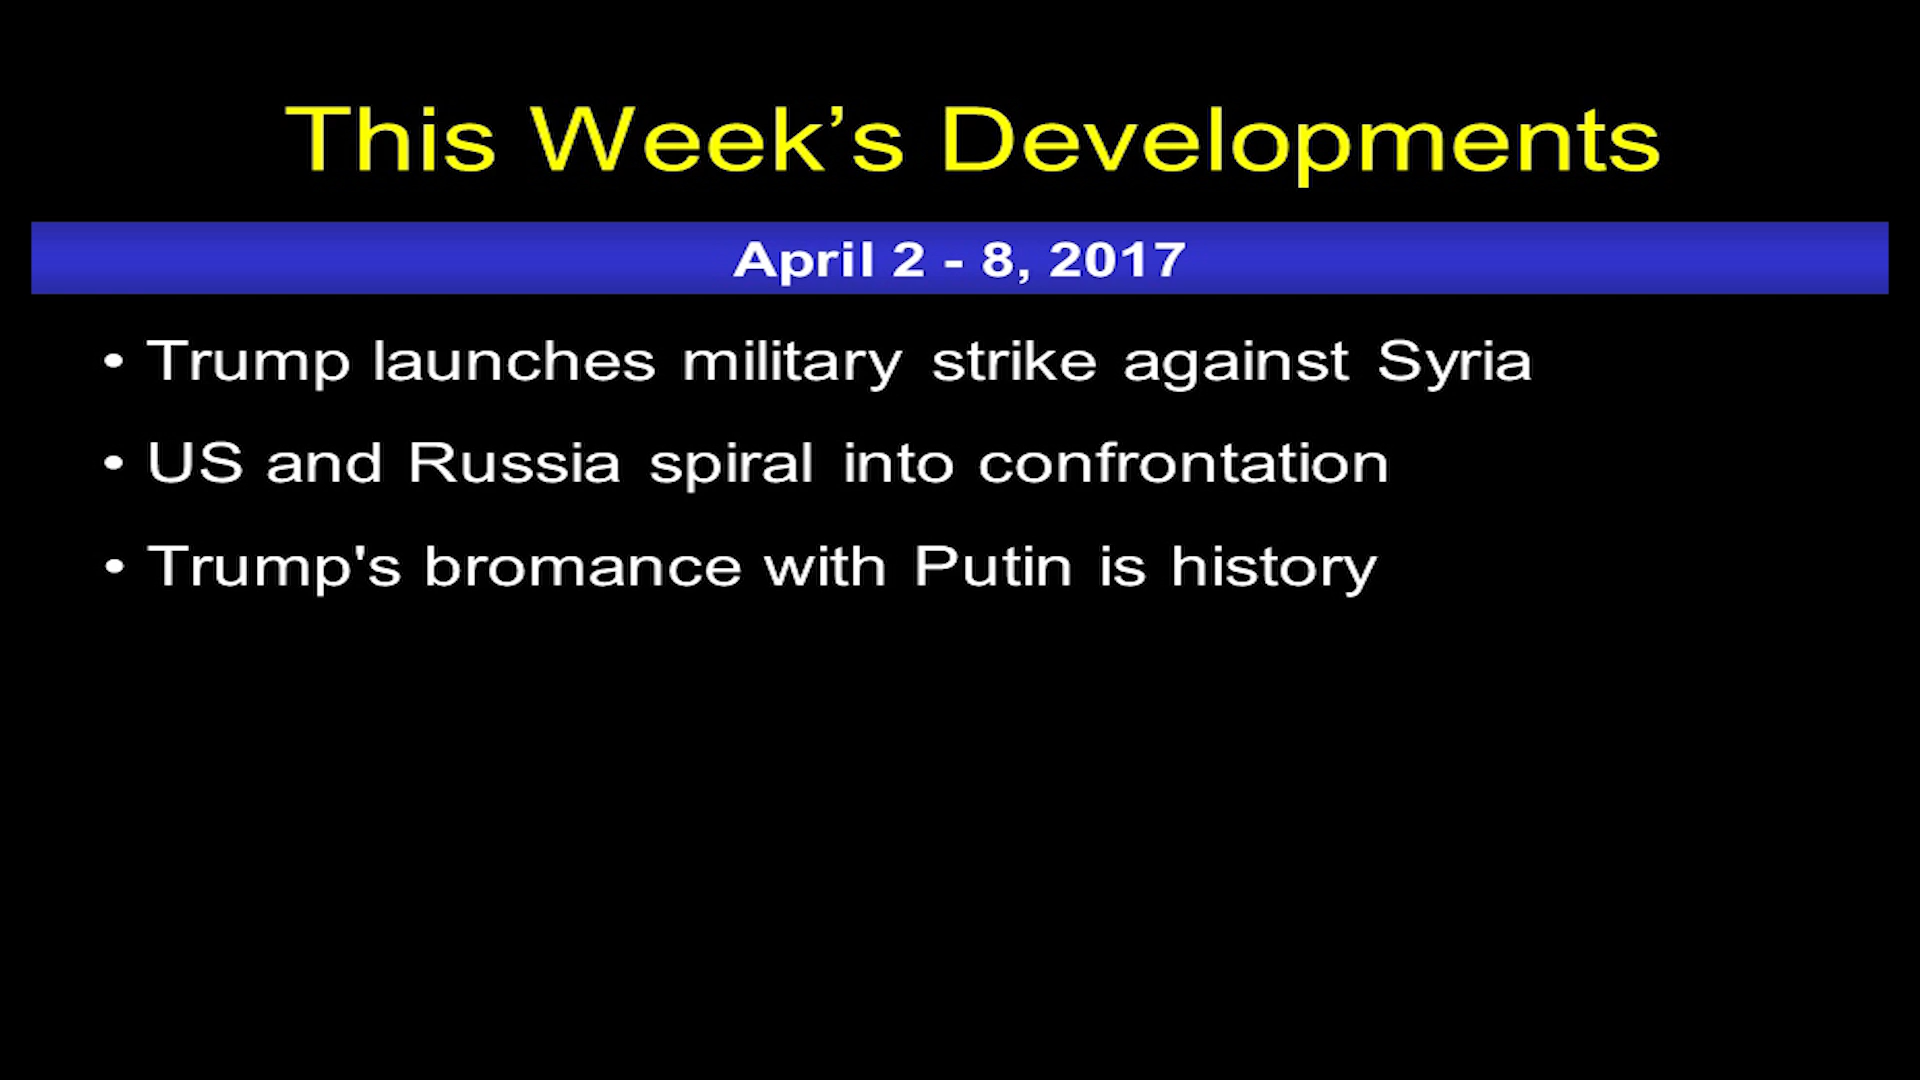 This Week’s Developments
April 2 - 8, 2017
• Trump launches military strike against Syria
• US and Russia spiral into confrontation
• Trump's bromance with Putin is history